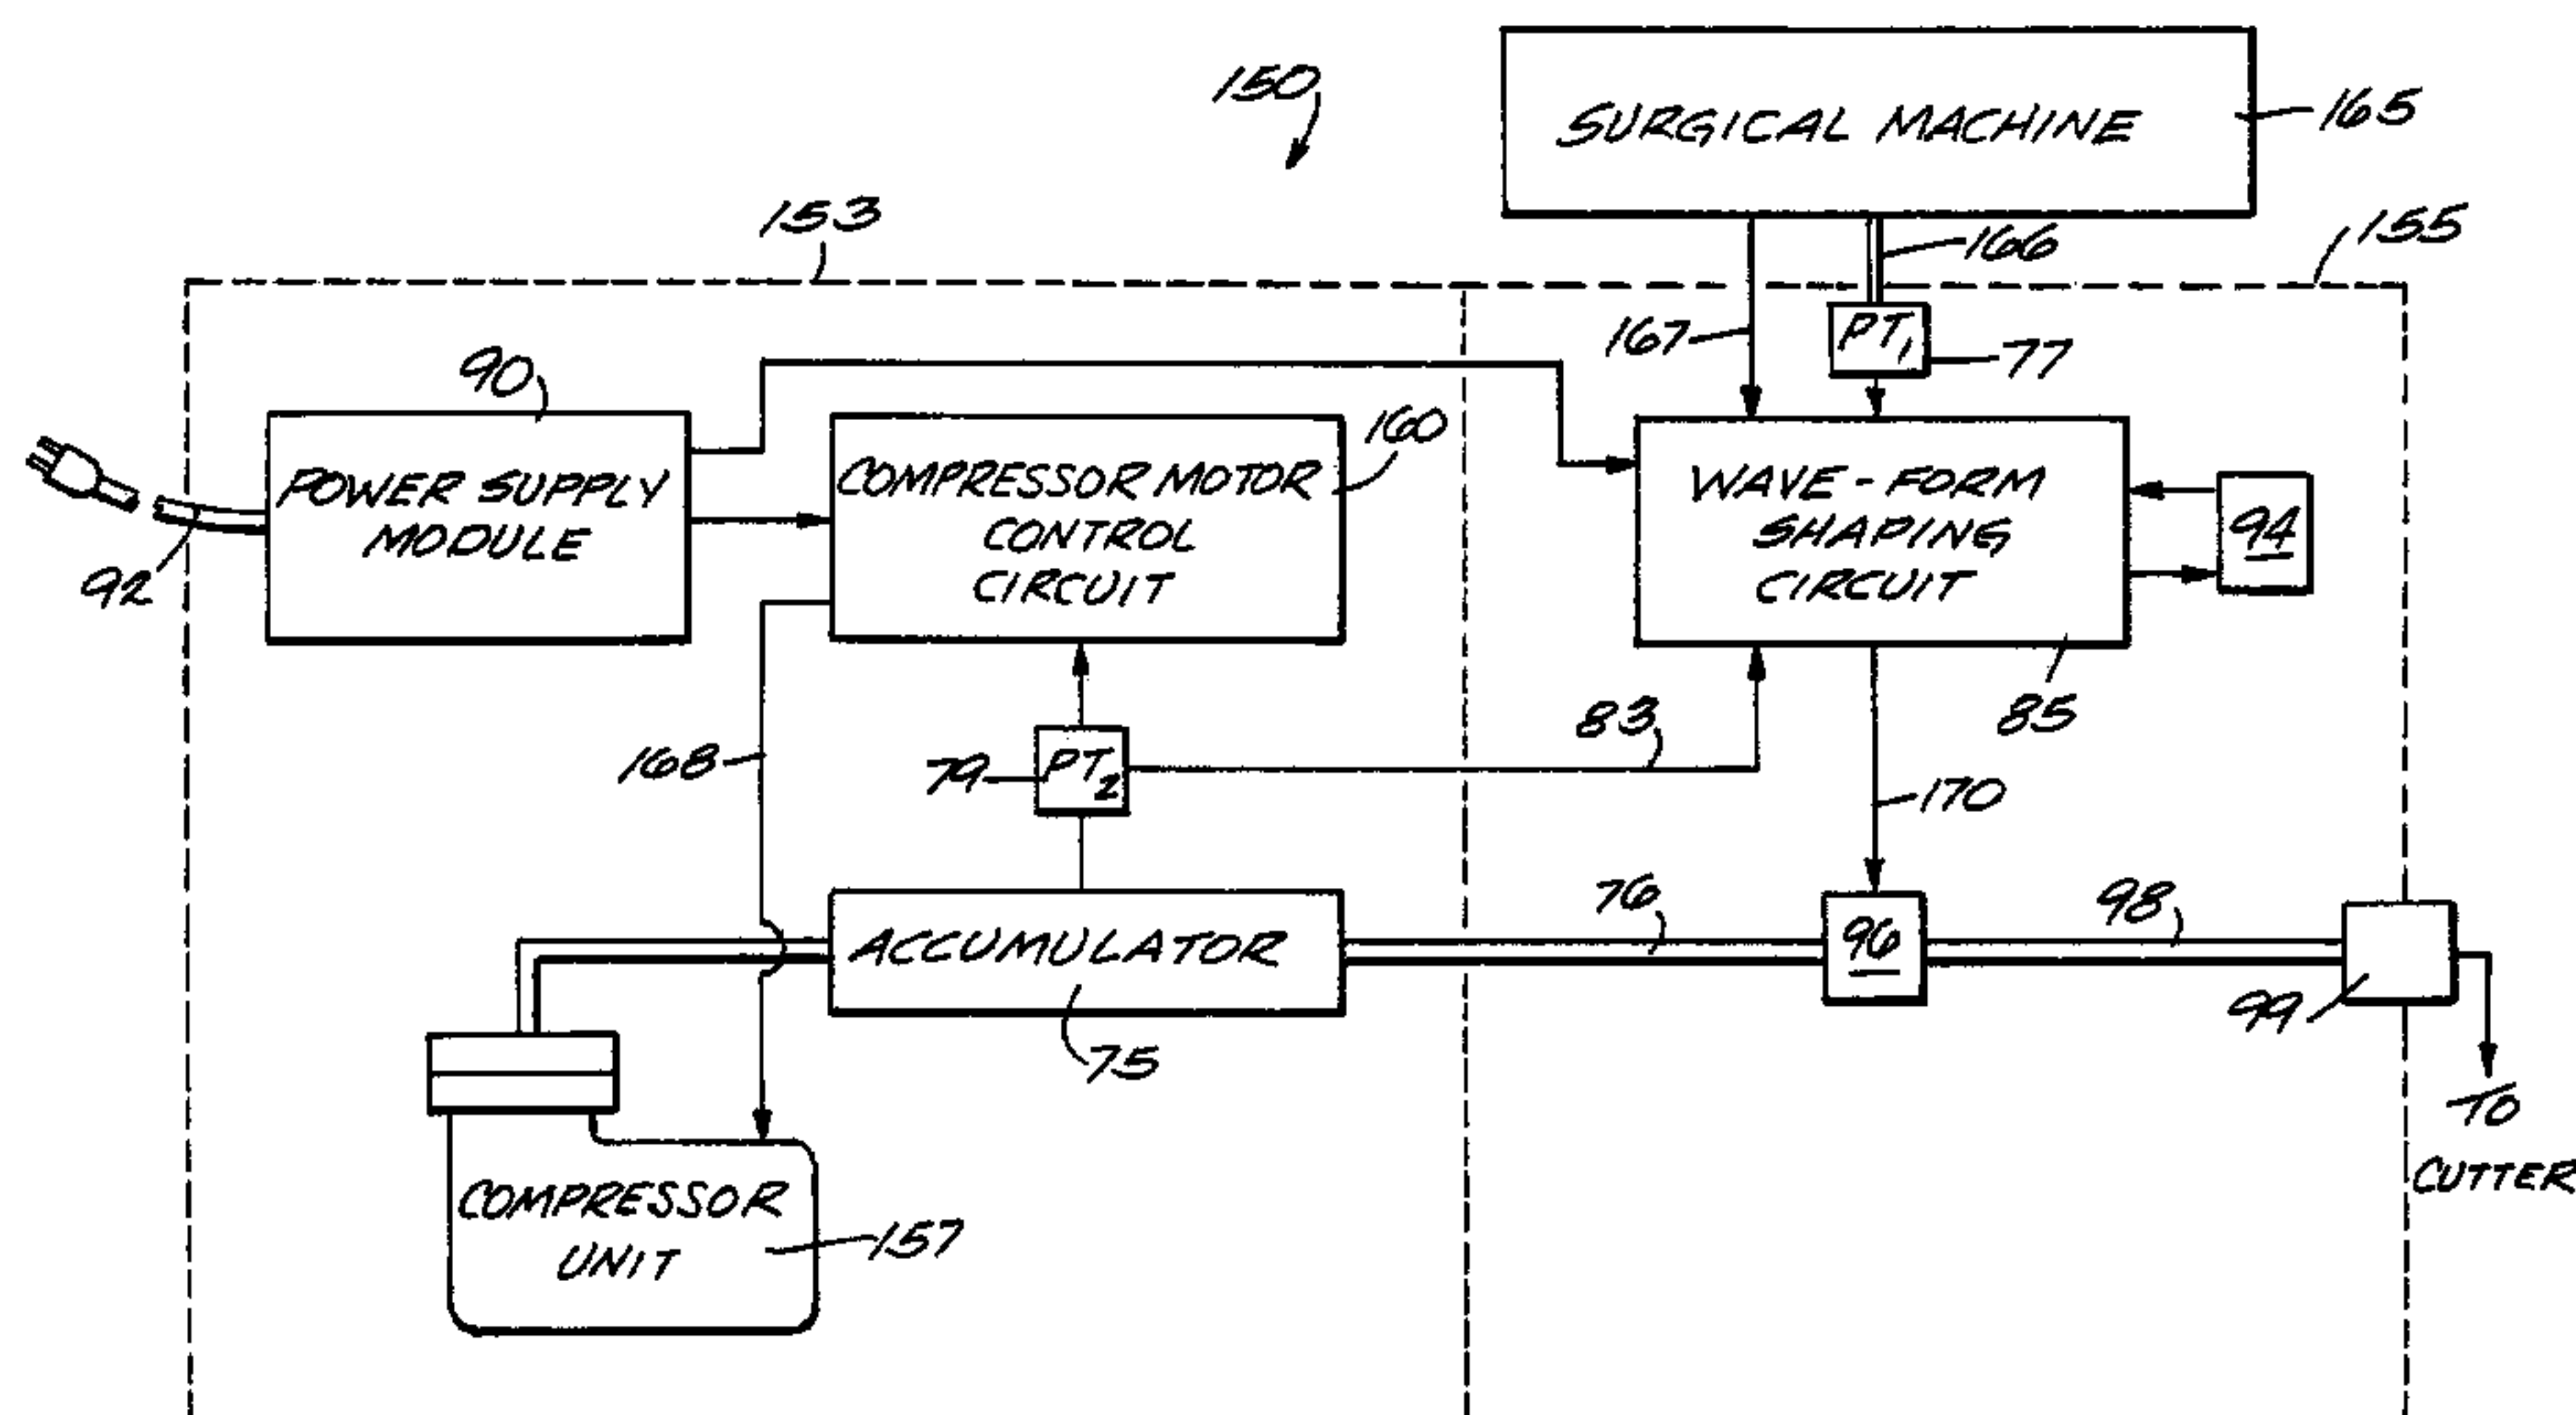 150
SURGICAL MACHINE
165
153
155
166
167
PT1
77
90
160
POWER SUPPLY
MODULE
COMPRESSOR MOTOR
CONTROL
CIRCUIT
WAVE-FORM
SHAPING
CIRCUIT
94
92
85
83
168
79
PT2
170
76
96
98
ACCUMULATOR
99
75
TO
CUTTER
COMPRESSOR
UNIT
157